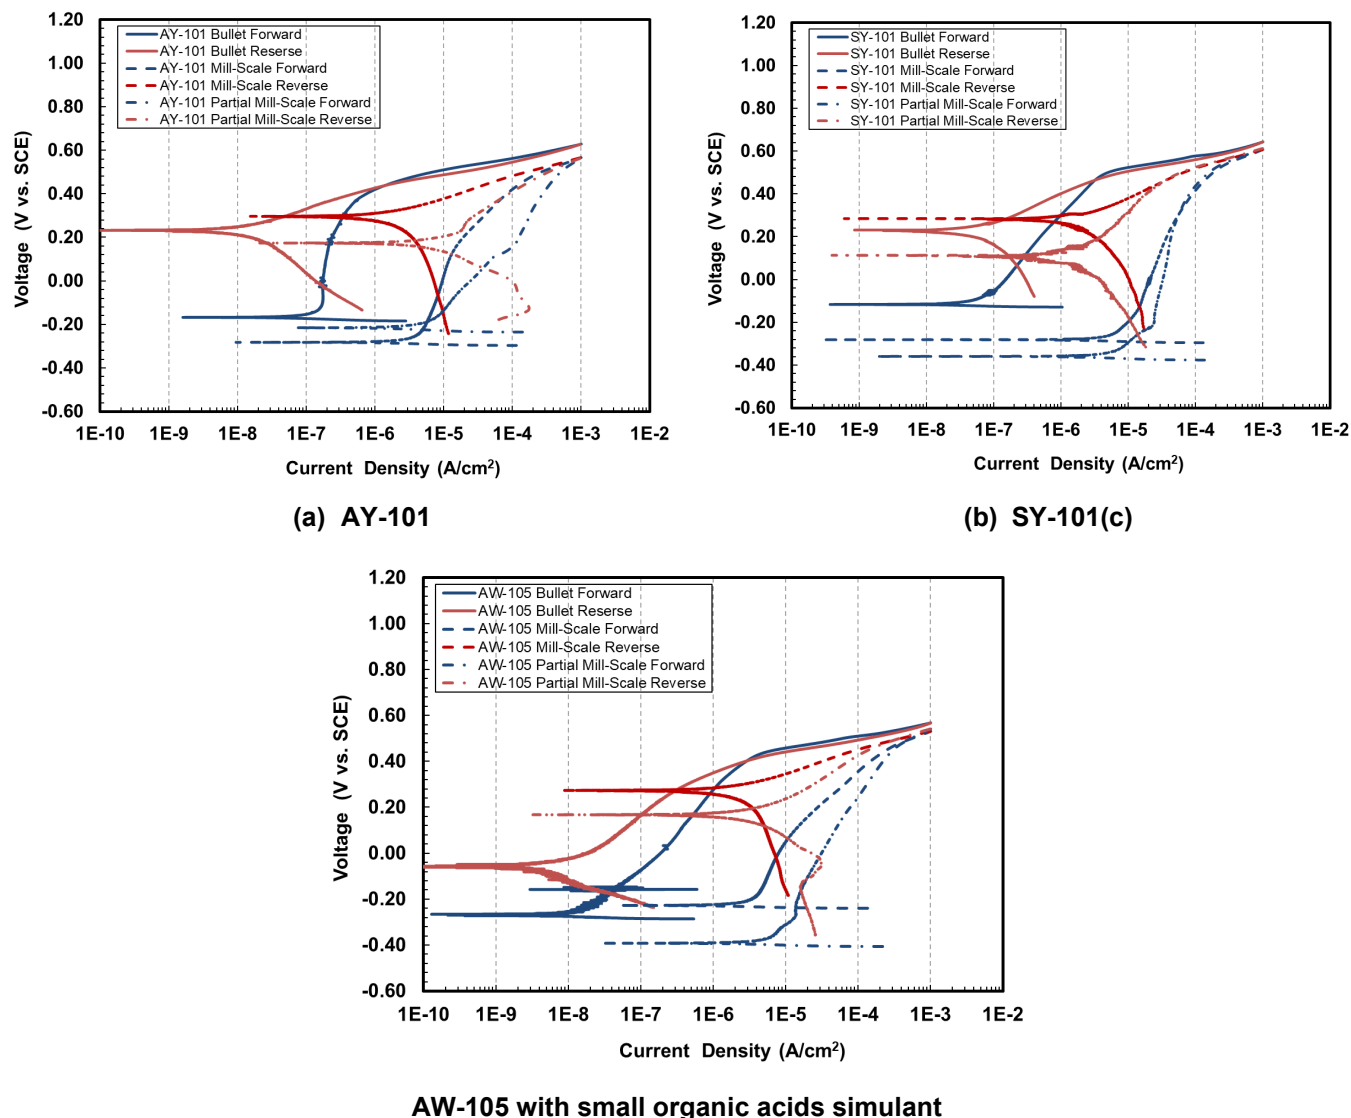 1.20
1.00
0.80
0.60
0.40
0.20
0.00
-0.20
-0.40
-0.60
Voltage (V vs. SCE)
AY-101 Bullet Forward
AY-101 Bullet Reserse
AY-101 Mill-Scale Forward
AY-101 Mill-Scale Reverse
AY-101 Partial Mill-Scale Forward
AY-101 Partial Mill-Scale Reverse
1E-10 1E-9 1E-8 1E-7 1E-6 1E-5 1E-4 1E-3 1E-2
Current Density (A/cm²)
(a) AY-101
1.20
1.00
0.80
0.60
0.40
0.20
0.00
-0.20
-0.40
-0.60
Voltage (V vs. SCE)
SY-101 Bullet Forward
SY-101 Bullet Reverse
SY-101 Mill-Scale Forward
SY-101 Mill-Scale Reverse
SY-101 Partial Mill-Scale Forward
SY-101 Partial Mill-Scale Reverse
1E-10 1E-9 1E-8 1E-7 1E-6 1E-5 1E-4 1E-3 1E-2
Current Density (A/cm²)
(b) SY-101(c)
1.20
1.00
0.80
0.60
0.40
0.20
0.00
-0.20
-0.40
-0.60
Voltage (V vs. SCE)
AW-105 Bullet Forward
AW-105 Bullet Reserse
AW-105 Mill-Scale Forward
AW-105 Mill-Scale Reverse
AW-105 Partial Mill-Scale Forward
AW-105 Partial Mill-Scale Reverse
1E-10 1E-9 1E-8 1E-7 1E-6 1E-5 1E-4 1E-3 1E-2
Current Density (A/cm²)
AW-105 with small organic acids simulant